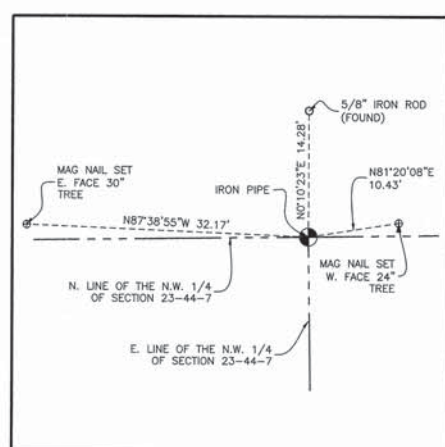 5/8" IRON ROD
(FOUND)
N0°10'23"E 14.28'
MAG NAIL SET
E. FACE 30"
TREE
IRON PIPE
N81°20'08"E
10.43'
N87°38'55"W 32.17'
MAG NAIL SET
W. FACE 24"
TREE
N. LINE OF THE N.W. 1/4
OF SECTION 23-44-7
E. LINE OF THE N.W. 1/4
OF SECTION 23-44-7